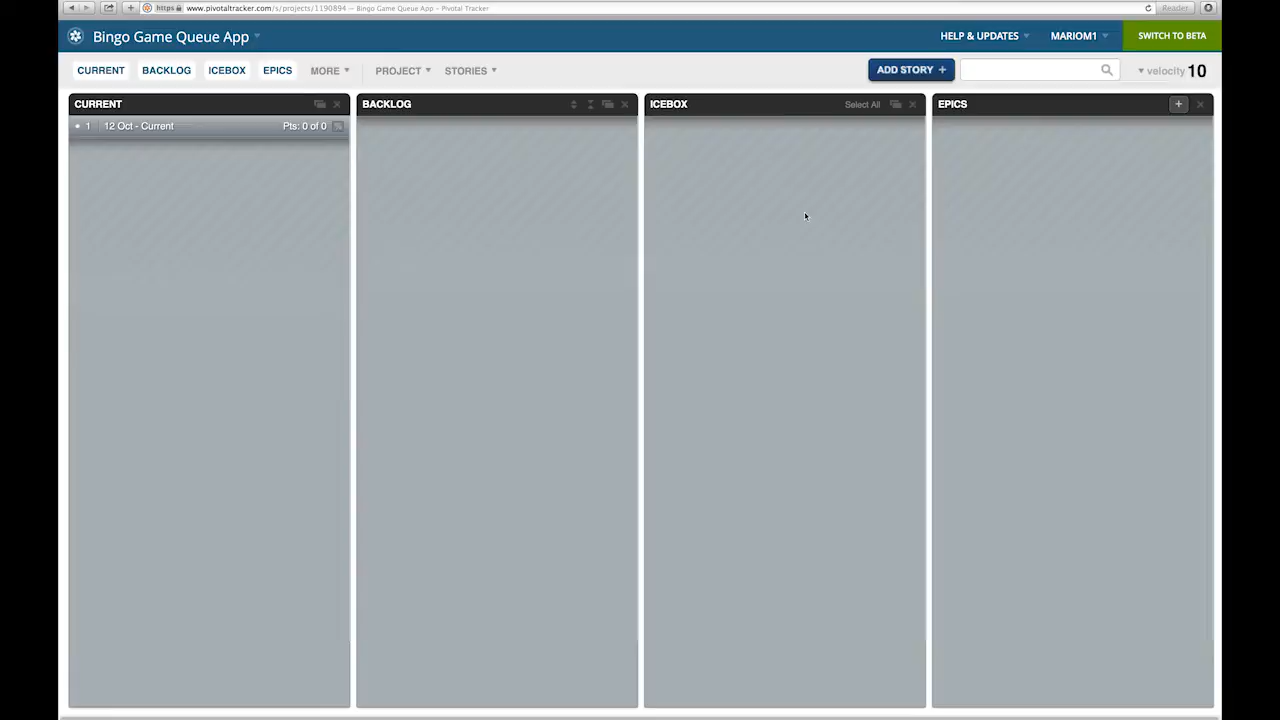 https www.pivotaltracker.com/s/projects/1190894 — Bingo Game Queue App - Pivotal Tracker Reader
Bingo Game Queue App HELP & UPDATES MARIOM1 SWITCH TO BETA
CURRENT BACKLOG ICEBOX EPICS MORE PROJECT STORIES ADD STORY + velocity 10
CURRENT BACKLOG ICEBOX Select All EPICS +
1 12 Oct - Current Pts: 0 of 0